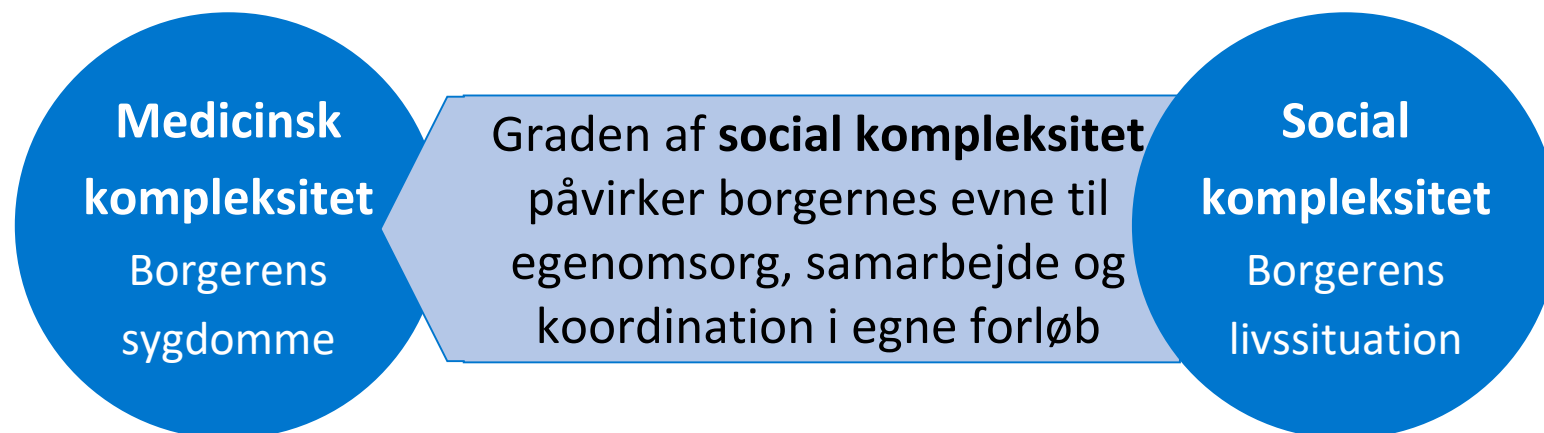 Medicinsk
kompleksitet
Borgerens
sygdomme
Graden af social kompleksitet
påvirker borgernes evne til
egenomsorg, samarbejde og
koordination i egne forløb
Social
kompleksitet
Borgerens
livssituation